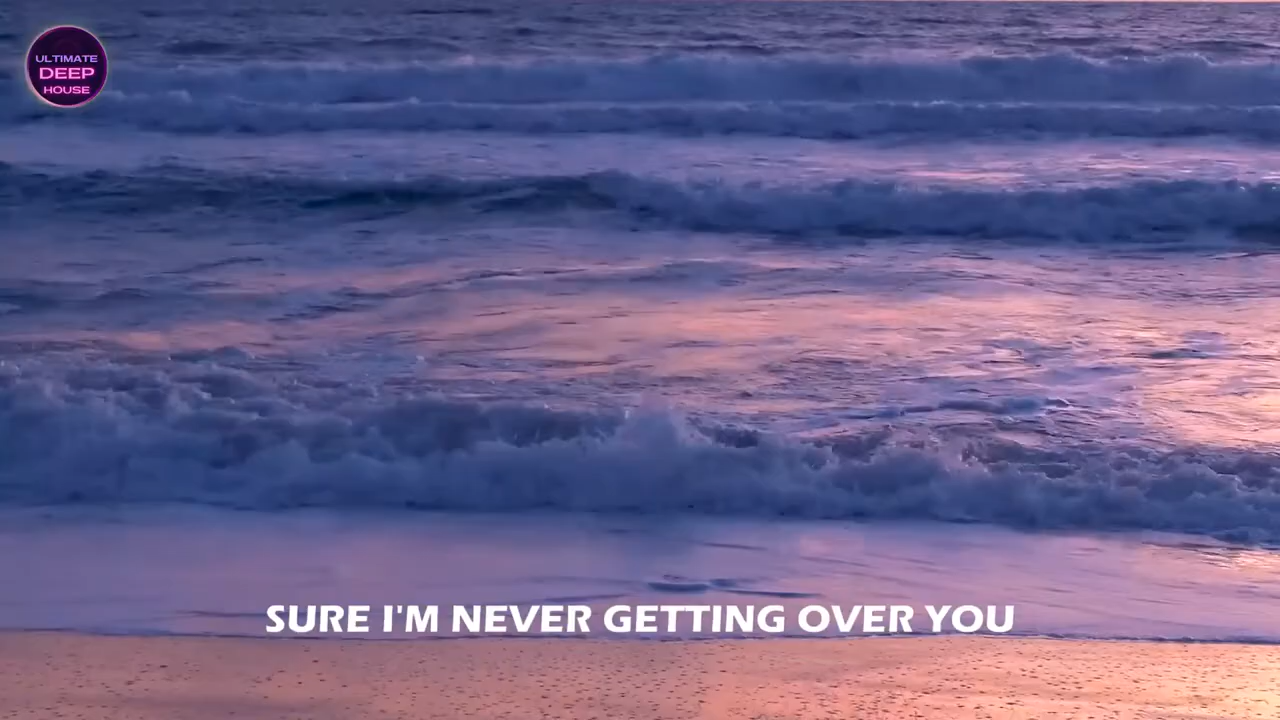 ULTIMATE
DEEP
HOUSE
SURE I'M NEVER GETTING OVER YOU